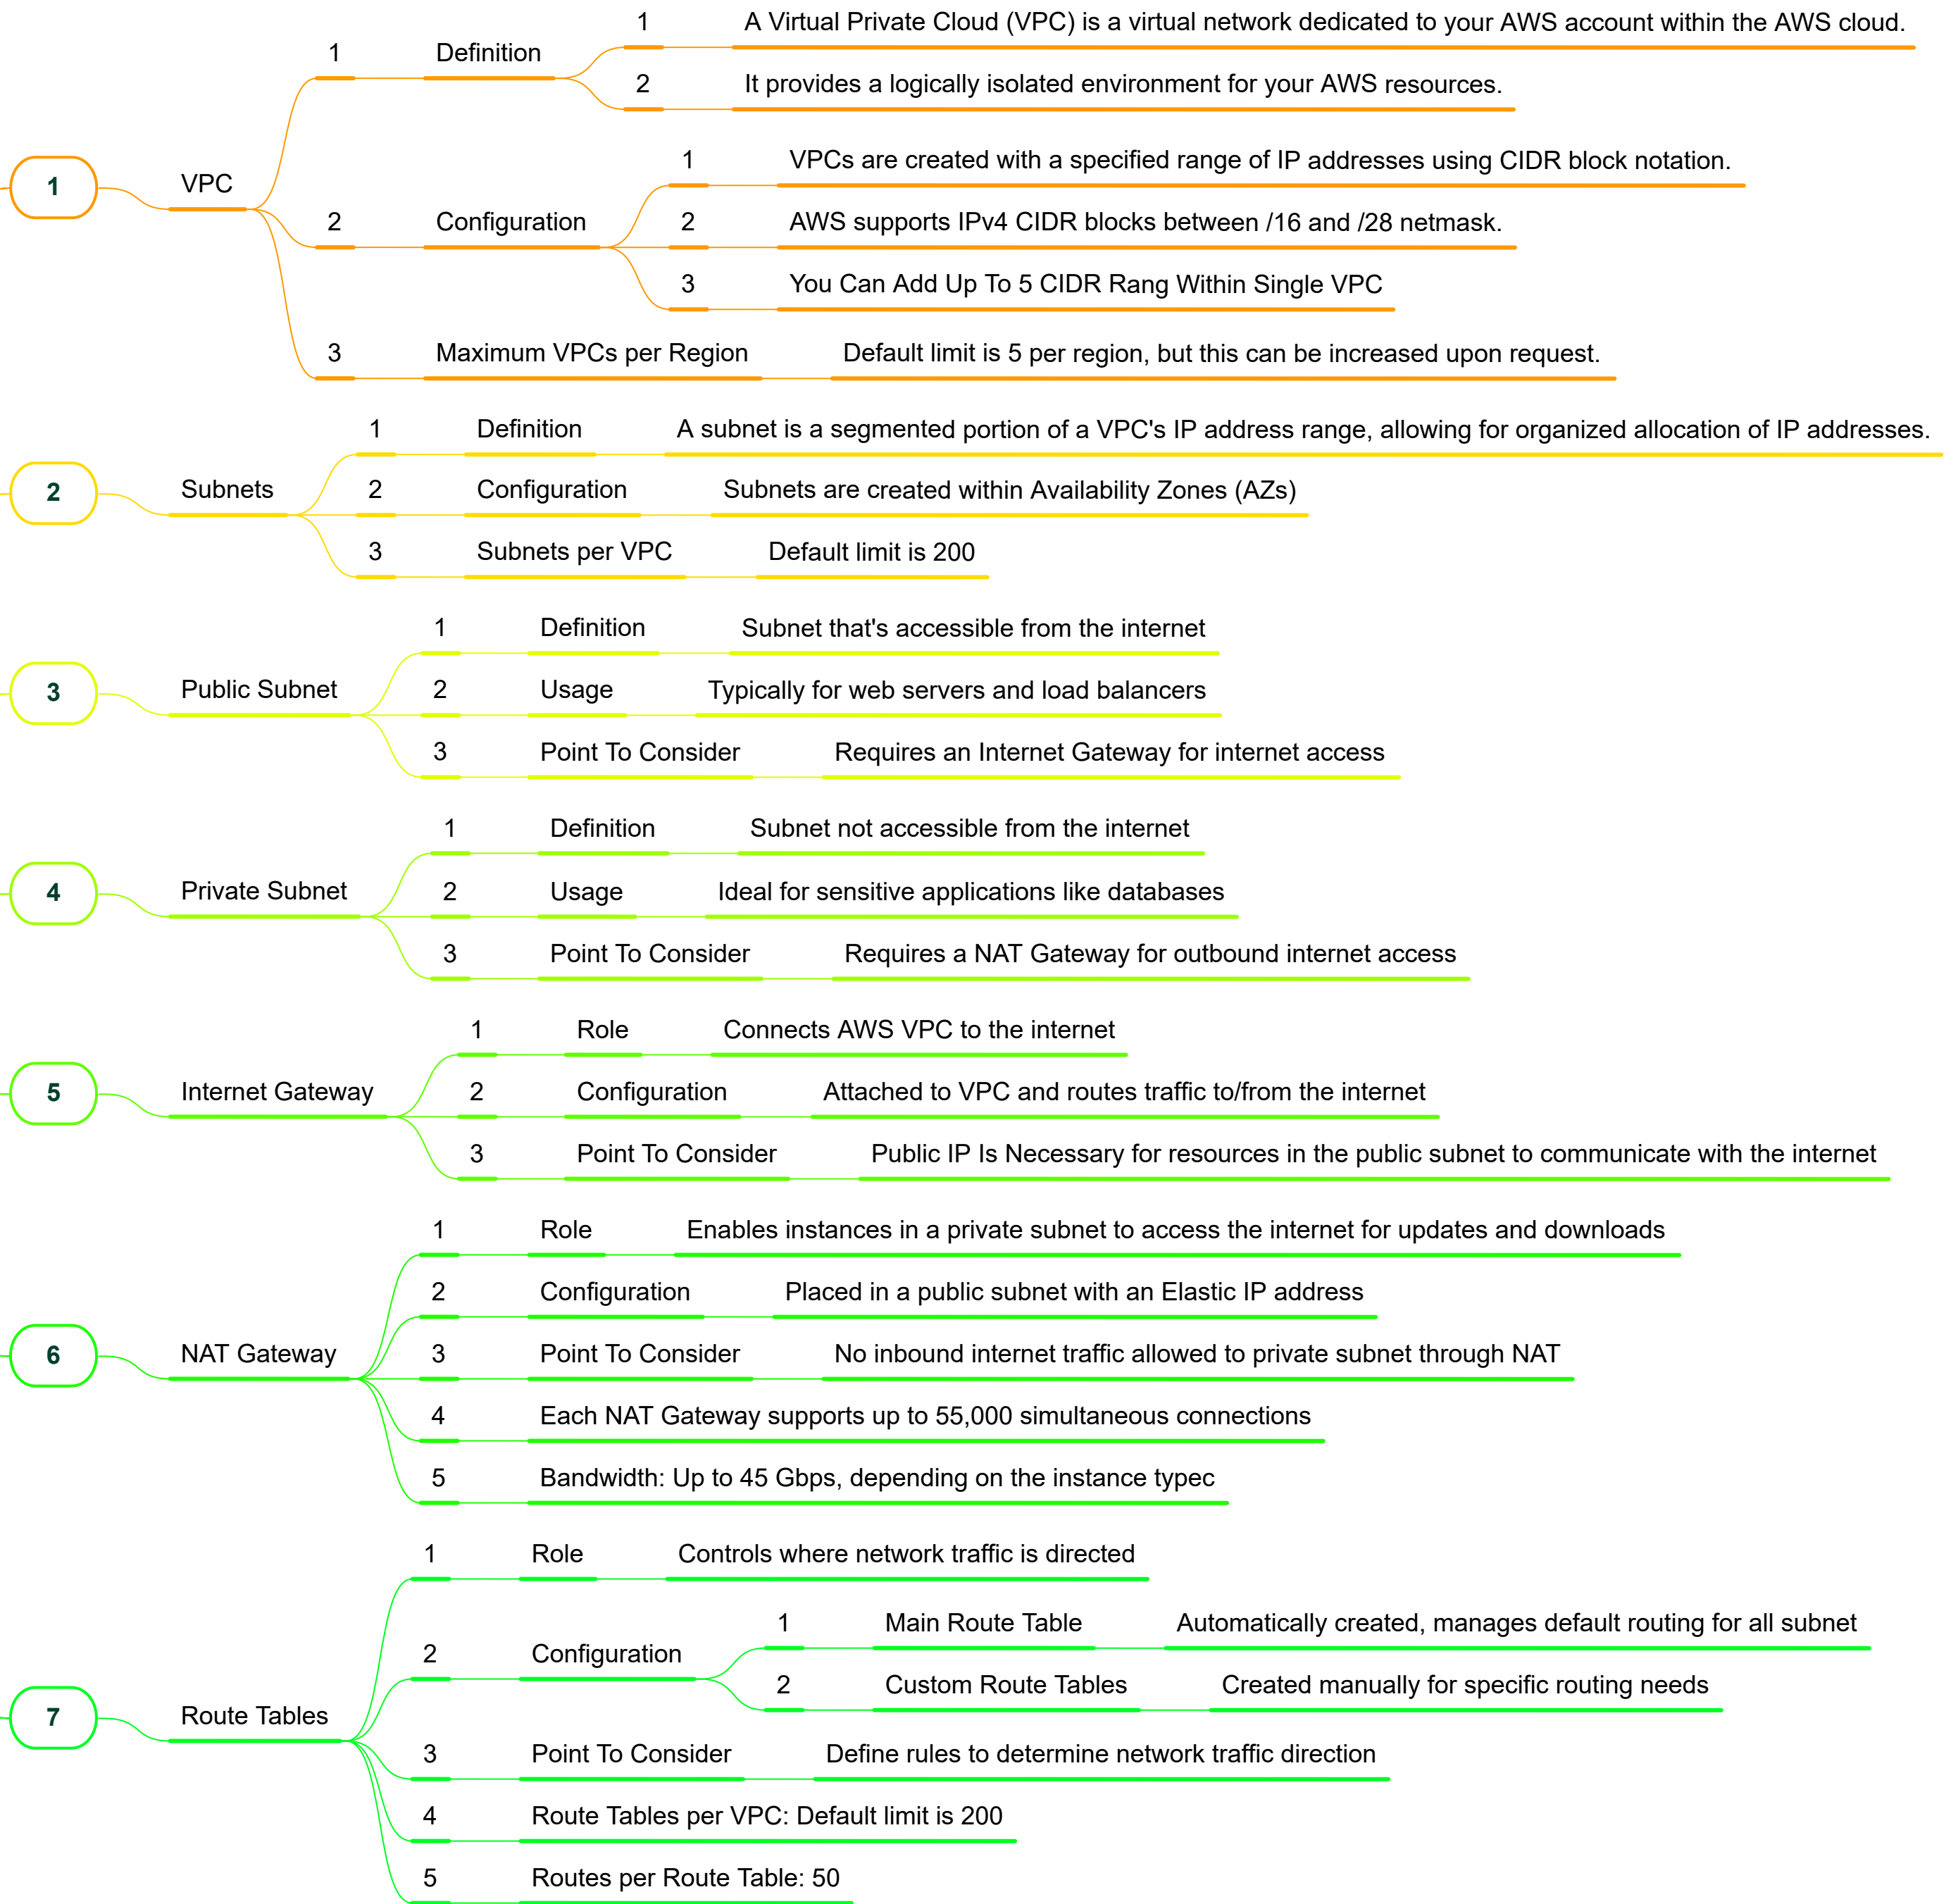 1
VPC
1 Definition
1 A Virtual Private Cloud (VPC) is a virtual network dedicated to your AWS account within the AWS cloud.
2 It provides a logically isolated environment for your AWS resources.
2 Configuration
1 VPCs are created with a specified range of IP addresses using CIDR block notation.
2 AWS supports IPv4 CIDR blocks between /16 and /28 netmask.
3 You Can Add Up To 5 CIDR Rang Within Single VPC
3 Maximum VPCs per Region Default limit is 5 per region, but this can be increased upon request.
2
Subnets
1 Definition A subnet is a segmented portion of a VPC's IP address range, allowing for organized allocation of IP addresses.
2 Configuration Subnets are created within Availability Zones (AZs)
3 Subnets per VPC Default limit is 200
3
Public Subnet
1 Definition Subnet that's accessible from the internet
2 Usage Typically for web servers and load balancers
3 Point To Consider Requires an Internet Gateway for internet access
4
Private Subnet
1 Definition Subnet not accessible from the internet
2 Usage Ideal for sensitive applications like databases
3 Point To Consider Requires a NAT Gateway for outbound internet access
5
Internet Gateway
1 Role Connects AWS VPC to the internet
2 Configuration Attached to VPC and routes traffic to/from the internet
3 Point To Consider Public IP Is Necessary for resources in the public subnet to communicate with the internet
6
NAT Gateway
1 Role Enables instances in a private subnet to access the internet for updates and downloads
2 Configuration Placed in a public subnet with an Elastic IP address
3 Point To Consider No inbound internet traffic allowed to private subnet through NAT
4 Each NAT Gateway supports up to 55,000 simultaneous connections
5 Bandwidth: Up to 45 Gbps, depending on the instance typec
7
Route Tables
1 Role Controls where network traffic is directed
2 Configuration
1 Main Route Table Automatically created, manages default routing for all subnet
2 Custom Route Tables Created manually for specific routing needs
3 Point To Consider Define rules to determine network traffic direction
4 Route Tables per VPC: Default limit is 200
5 Routes per Route Table: 50